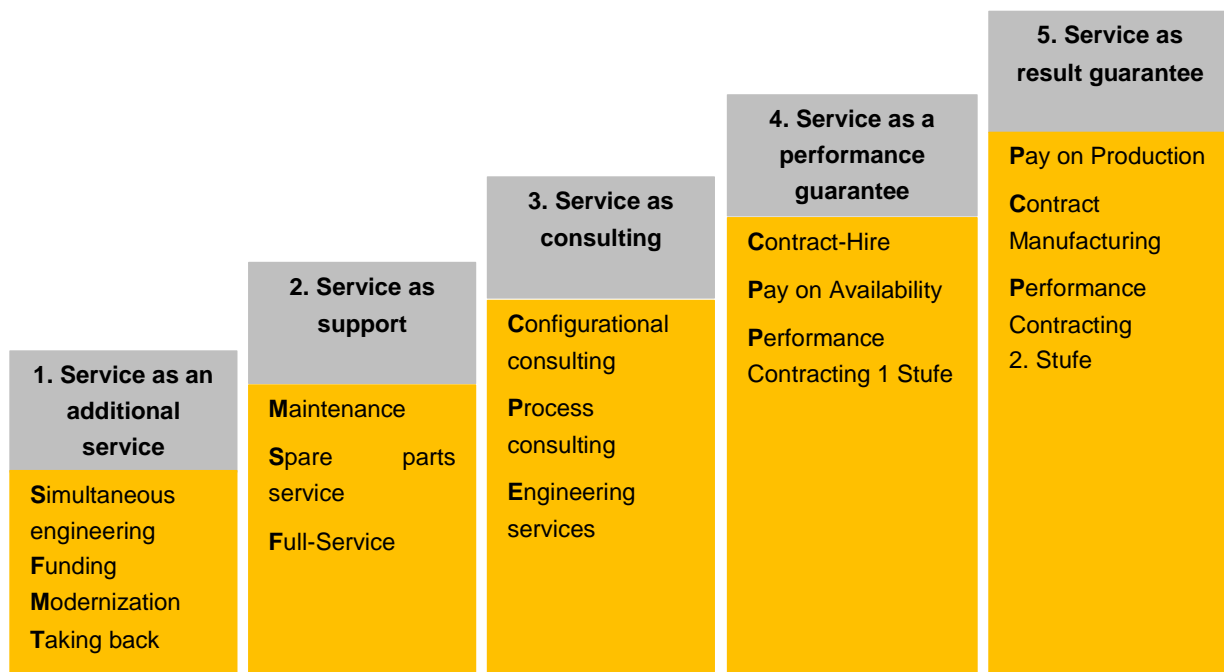 1. Service as an
additional
service
Simultaneous
engineering
Funding
Modernization
Taking back
2. Service as
support
Maintenance
Spare parts
service
Full-Service
3. Service as
consulting
Configurational
consulting
Process
consulting
Engineering
services
4. Service as a
performance
guarantee
Contract-Hire
Pay on Availability
Performance
Contracting 1 Stufe
5. Service as
result guarantee
Pay on Production
Contract
Manufacturing
Performance
Contracting
2. Stufe